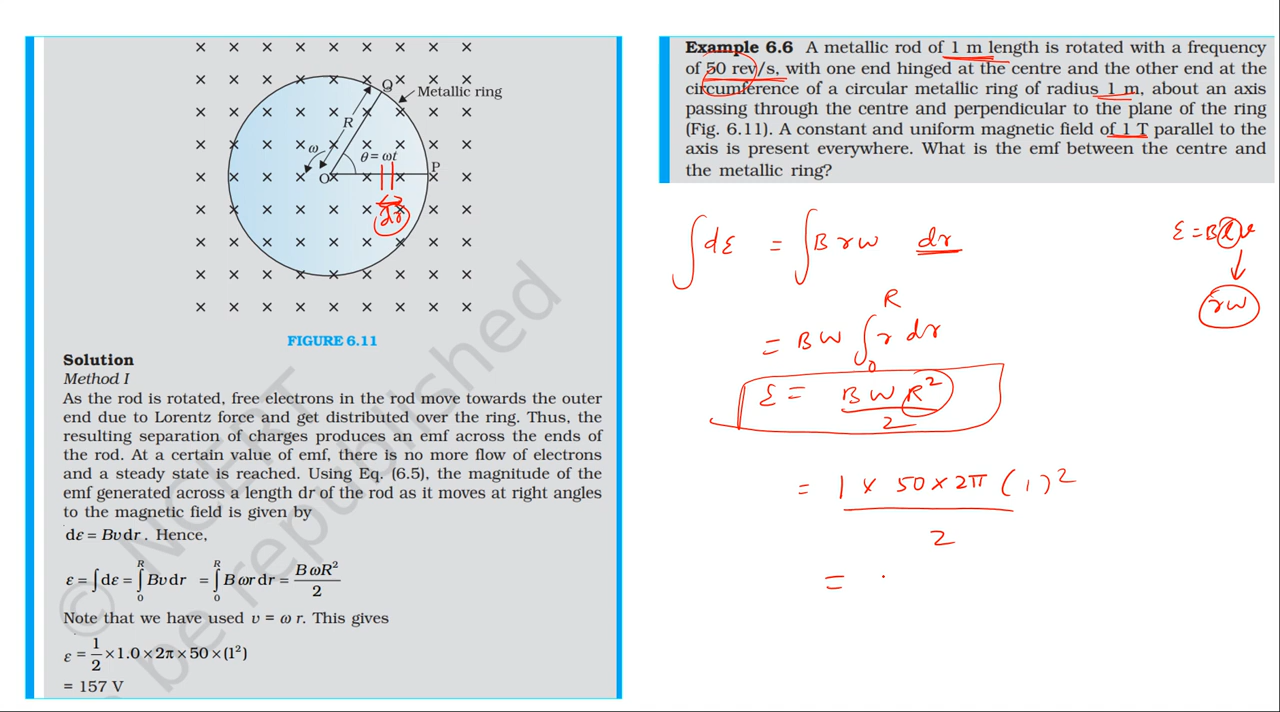 Q
Metallic ring
R
ω
θ = ωt
P
O
dr
FIGURE 6.11
Solution
Method I
As the rod is rotated, free electrons in the rod move towards the outer
end due to Lorentz force and get distributed over the ring. Thus, the
resulting separation of charges produces an emf across the ends of
the rod. At a certain value of emf, there is no more flow of electrons
and a steady state is reached. Using Eq. (6.5), the magnitude of the
emf generated across a length dr of the rod as it moves at right angles
to the magnetic field is given by
dε = Bυdr . Hence,
ε = ∫dε = ∫₀ᴿ Bυ dr = ∫₀ᴿ B ωr dr = BωR²/2
Note that we have used υ = ω r. This gives
ε = 1/2 × 1.0 × 2π × 50 × (1²)
= 157 V
© NCERT
be republished
Example 6.6 A metallic rod of 1 m length is rotated with a frequency
of 50 rev/s, with one end hinged at the centre and the other end at the
circumference of a circular metallic ring of radius 1 m, about an axis
passing through the centre and perpendicular to the plane of the ring
(Fig. 6.11). A constant and uniform magnetic field of 1 T parallel to the
axis is present everywhere. What is the emf between the centre and
the metallic ring?
∫dε = ∫B r w dr
ε = Blv
rw
= B w ∫₀ᴿ r dr
ε = B w R²/2
= 1 × 50 × 2π (1)²/2
=